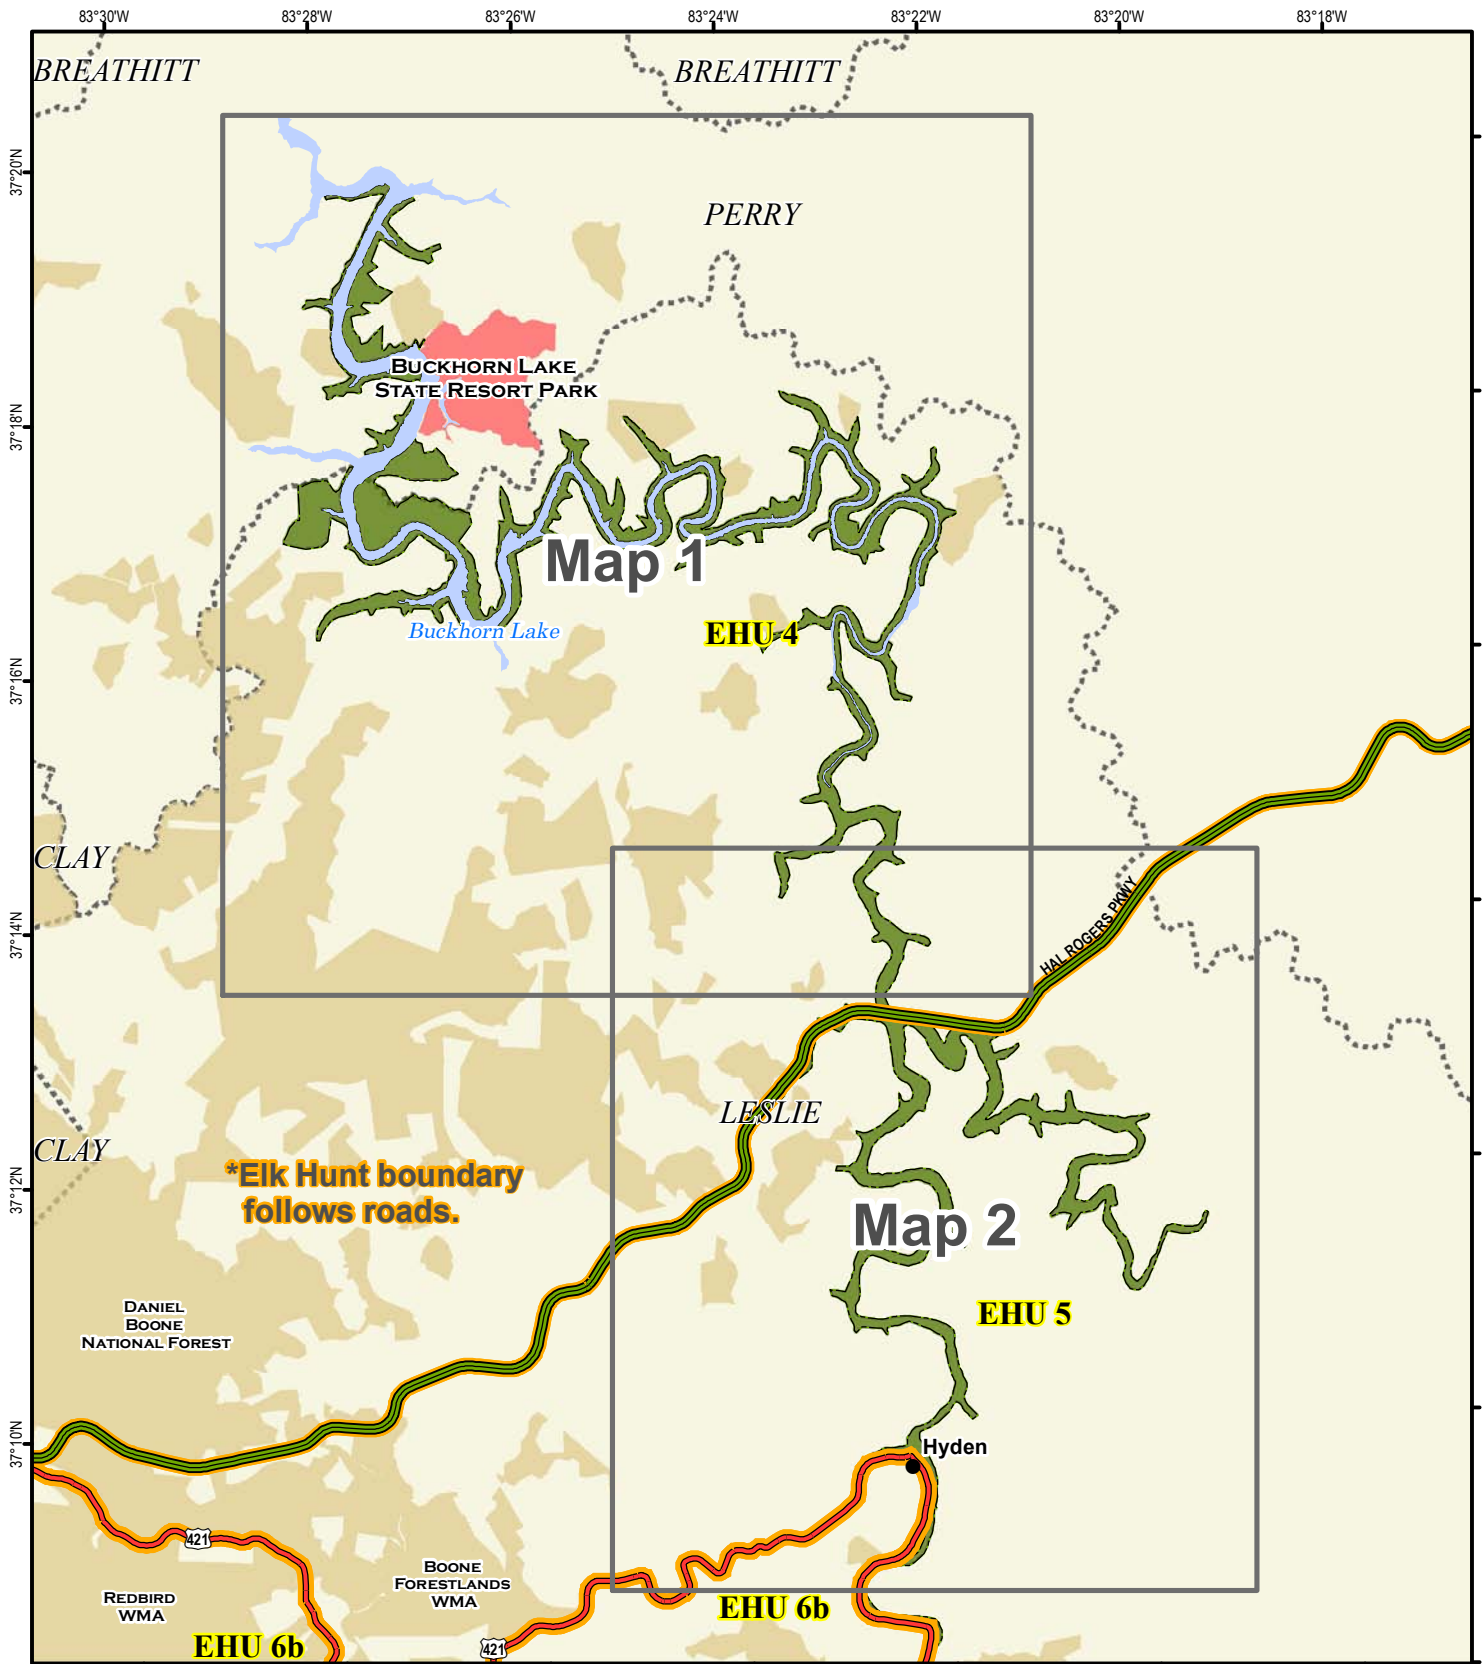 83°30'W
83°28'W
83°26'W
83°24'W
83°22'W
83°20'W
83°18'W
BREATHITT
BREATHITT
37°20'N
PERRY
BUCKHORN LAKE
STATE RESORT PARK
37°18'N
Map 1
Buckhorn Lake
EHU 4
37°16'N
CLAY
HAL ROGERS PKWY
37°14'N
LESLIE
CLAY
*Elk Hunt boundary
follows roads.
37°12'N
Map 2
DANIEL
BOONE
NATIONAL FOREST
EHU 5
37°10'N
Hyden
421
BOONE
FORESTLANDS
WMA
REDBIRD
WMA
EHU 6b
EHU 6b
421